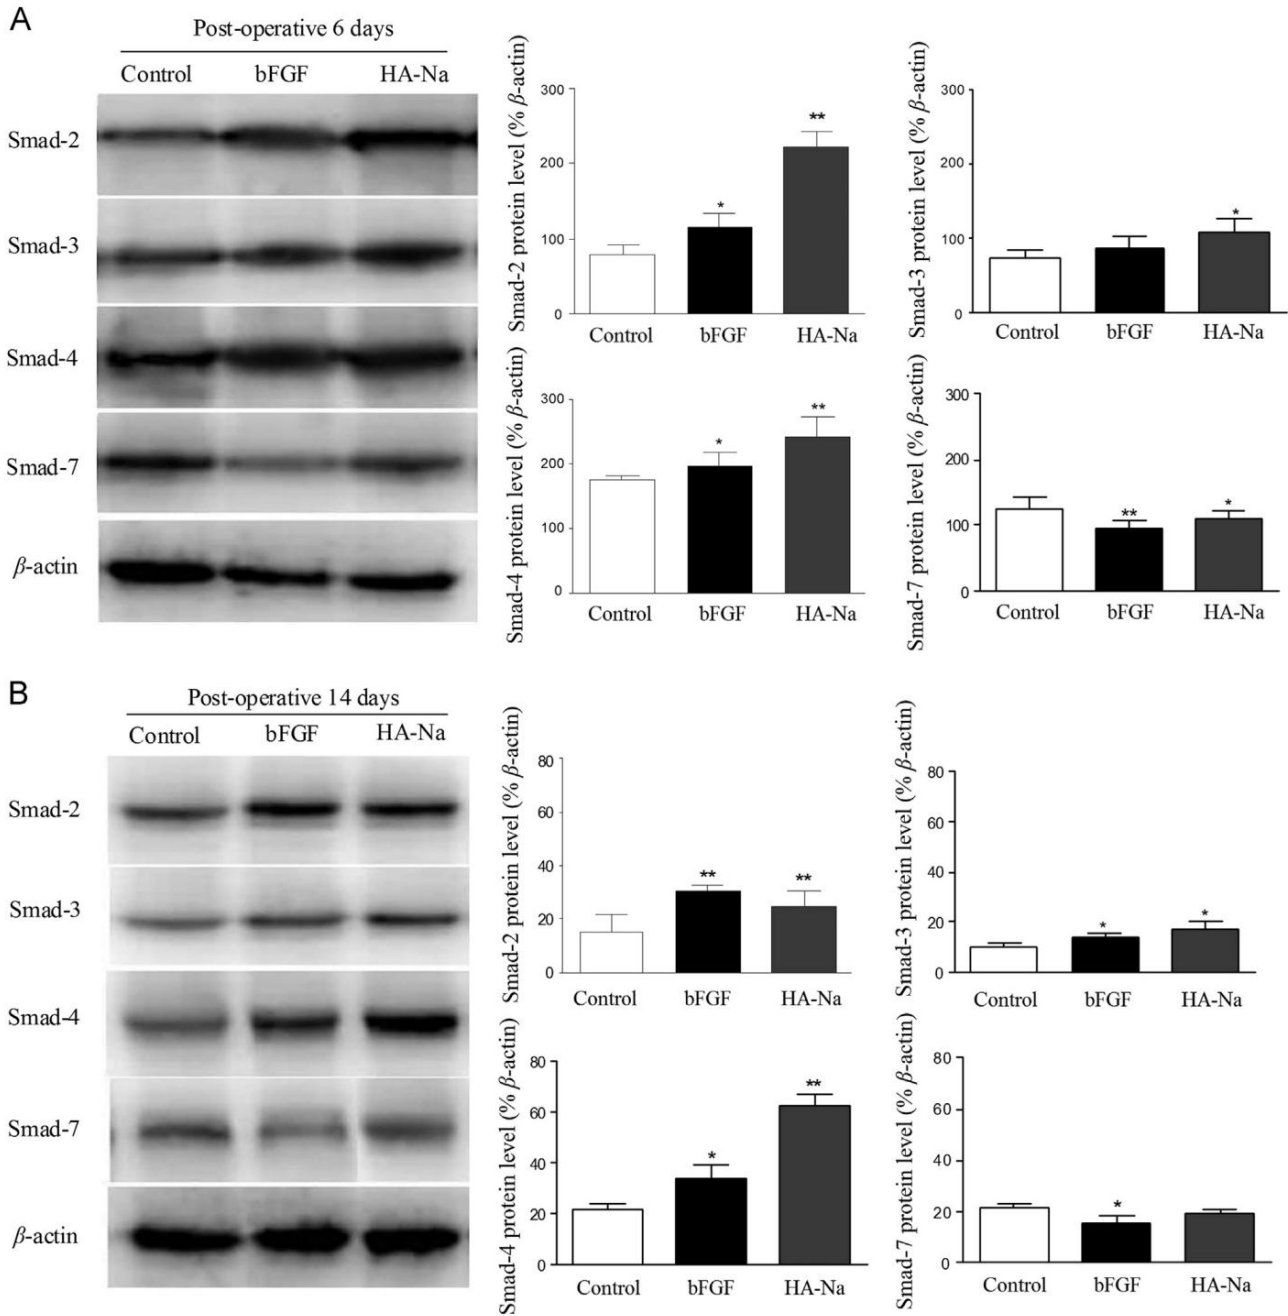 A
Post-operative 6 days
Control bFGF HA-Na
Smad-2
Smad-3
Smad-4
Smad-7
β-actin
Smad-2 protein level (% β-actin)
300
200
100
0
**
*
Control bFGF HA-Na
Smad-3 protein level (% β-actin)
300
200
100
0
*
Control bFGF HA-Na
Smad-4 protein level (% β-actin)
300
200
100
0
**
*
Control bFGF HA-Na
Smad-7 protein level (% β-actin)
300
200
100
0
** *
Control bFGF HA-Na
B
Post-operative 14 days
Control bFGF HA-Na
Smad-2
Smad-3
Smad-4
Smad-7
β-actin
Smad-2 protein level (% β-actin)
80
60
40
20
0
** **
Control bFGF HA-Na
Smad-3 protein level (% β-actin)
80
60
40
20
0
* *
Control bFGF HA-Na
Smad-4 protein level (% β-actin)
80
60
40
20
0
**
*
Control bFGF HA-Na
Smad-7 protein level (% β-actin)
80
60
40
20
0
*
Control bFGF HA-Na